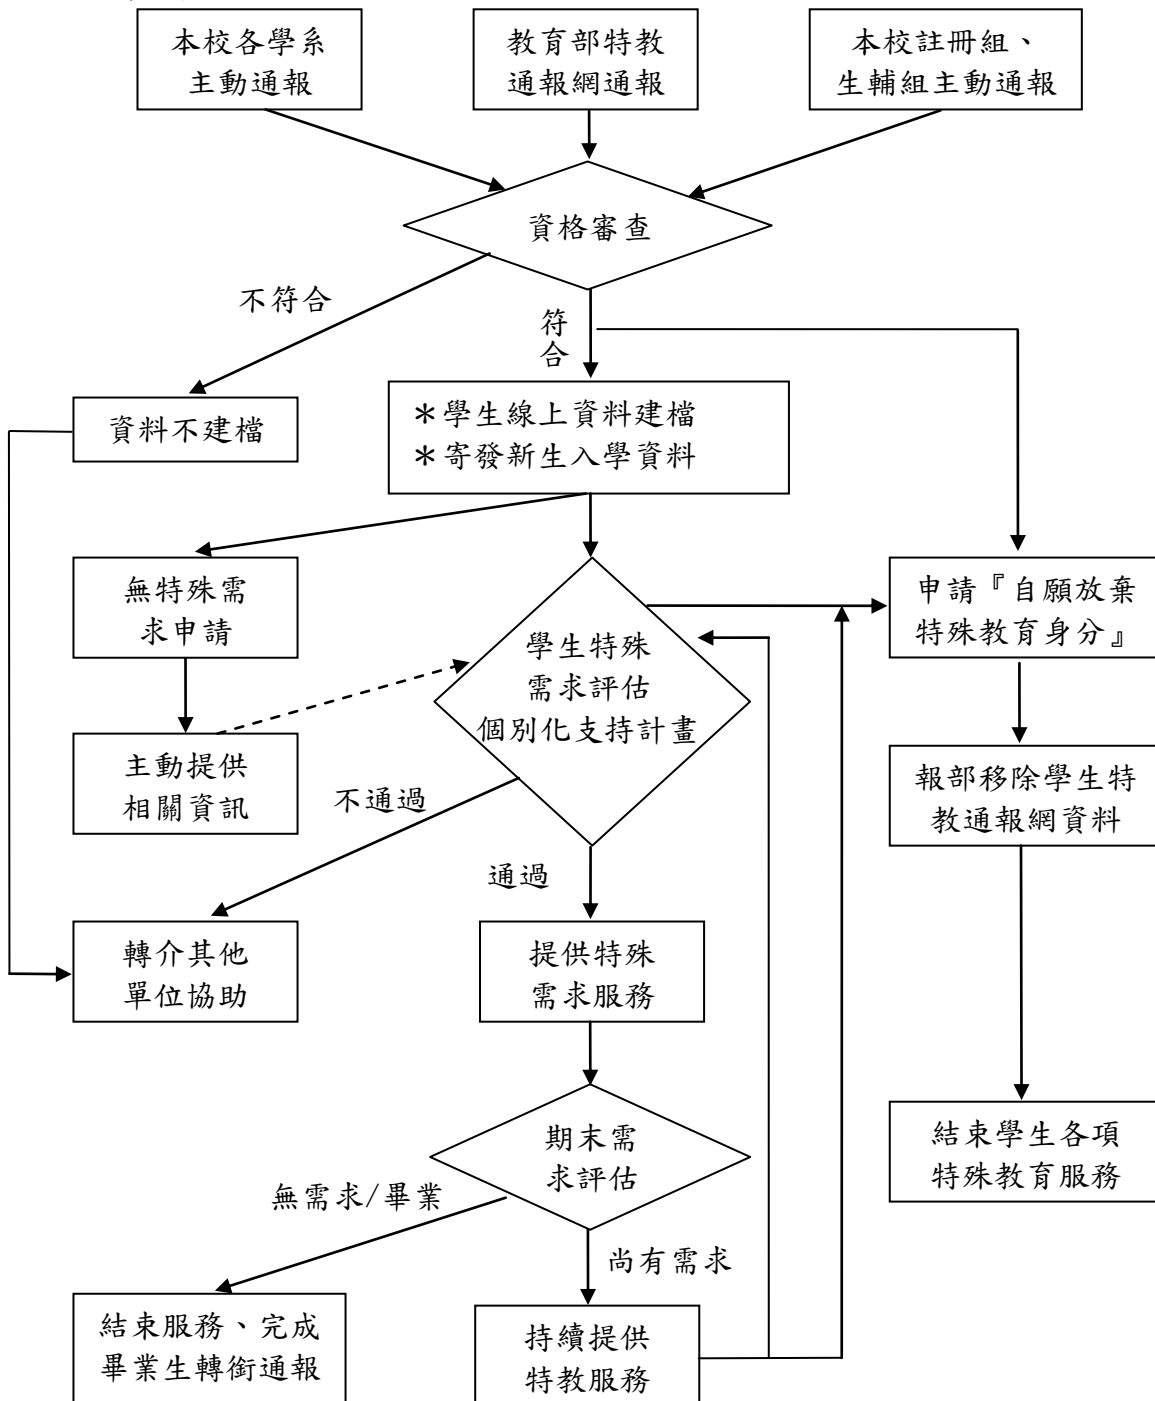 本校各學系
主動通報
教育部特教
通報網通報
本校註冊組、
生輔組主動通報
資格審查
不符合
符
合
資料不建檔
＊學生線上資料建檔
＊寄發新生入學資料
無特殊需
求申請
學生特殊
需求評估
個別化支持計畫
申請『自願放棄
特殊教育身分』
主動提供
相關資訊
不通過
報部移除學生特
教通報網資料
通過
轉介其他
單位協助
提供特殊
需求服務
期末需
求評估
結束學生各項
特殊教育服務
無需求/畢業
尚有需求
結束服務、完成
畢業生轉銜通報
持續提供
特教服務